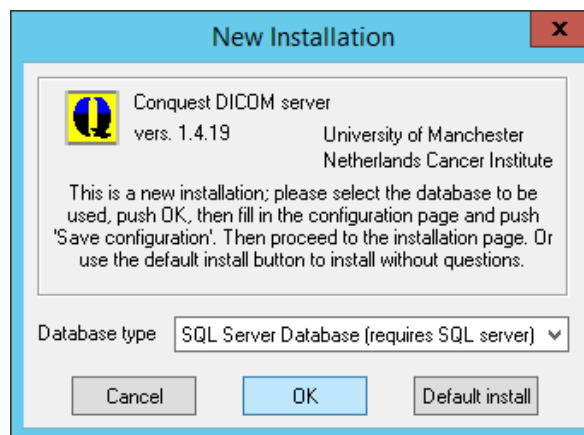 New Installation
x
Conquest DICOM server
vers. 1.4.19
University of Manchester
Netherlands Cancer Institute
This is a new installation; please select the database to be
used, push OK, then fill in the configuration page and push
'Save configuration'. Then proceed to the installation page. Or
use the default install button to install without questions.
Database type
SQL Server Database (requires SQL server)
Cancel
OK
Default install